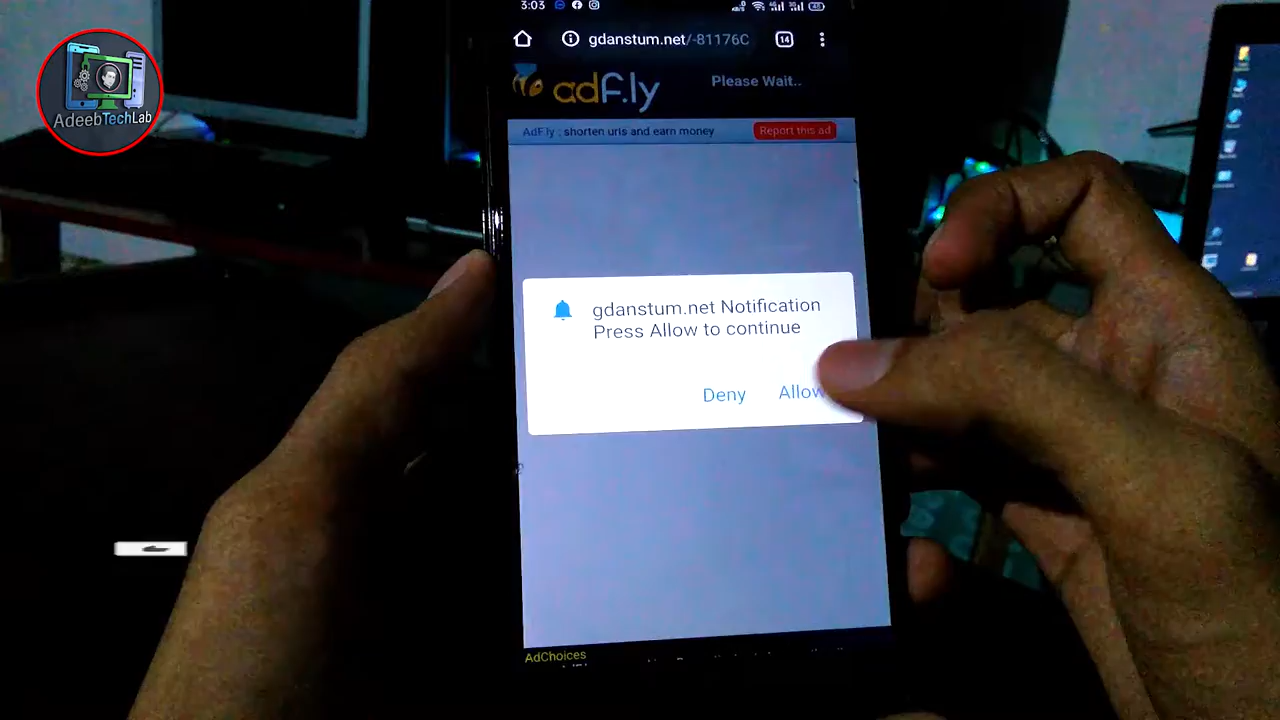 AdeebTechLab
3:03
gdanstum.net/-81176C
14
adf.ly
Please Wait..
AdF.ly : shorten urls and earn money
Report this ad
gdanstum.net Notification
Press Allow to continue
Deny
Allow
AdChoices